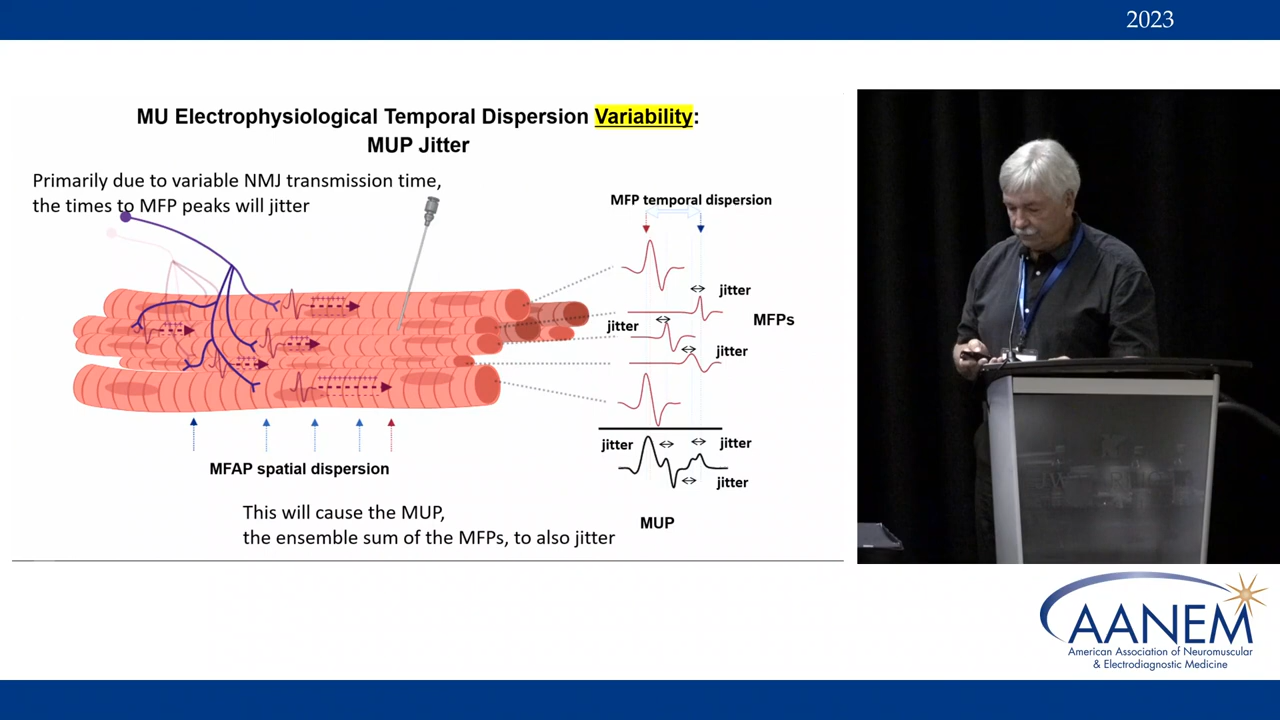 2023
MU Electrophysiological Temporal Dispersion Variability:
MUP Jitter
Primarily due to variable NMJ transmission time,
the times to MFP peaks will jitter
MFP temporal dispersion
jitter
jitter
MFPs
jitter
jitter
jitter
jitter
MFAP spatial dispersion
This will cause the MUP,
the ensemble sum of the MFPs, to also jitter
MUP
AANEM
American Association of Neuromuscular
& Electrodiagnostic Medicine